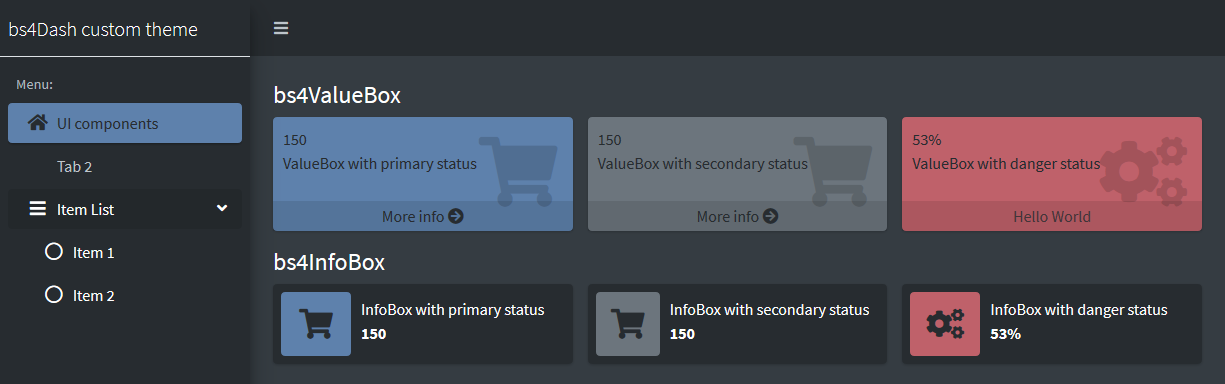 bs4Dash custom theme
Menu:
UI components
Tab 2
Item List
Item 1
Item 2
bs4ValueBox
150
ValueBox with primary status
More info
150
ValueBox with secondary status
More info
53%
ValueBox with danger status
Hello World
bs4InfoBox
InfoBox with primary status
150
InfoBox with secondary status
150
InfoBox with danger status
53%